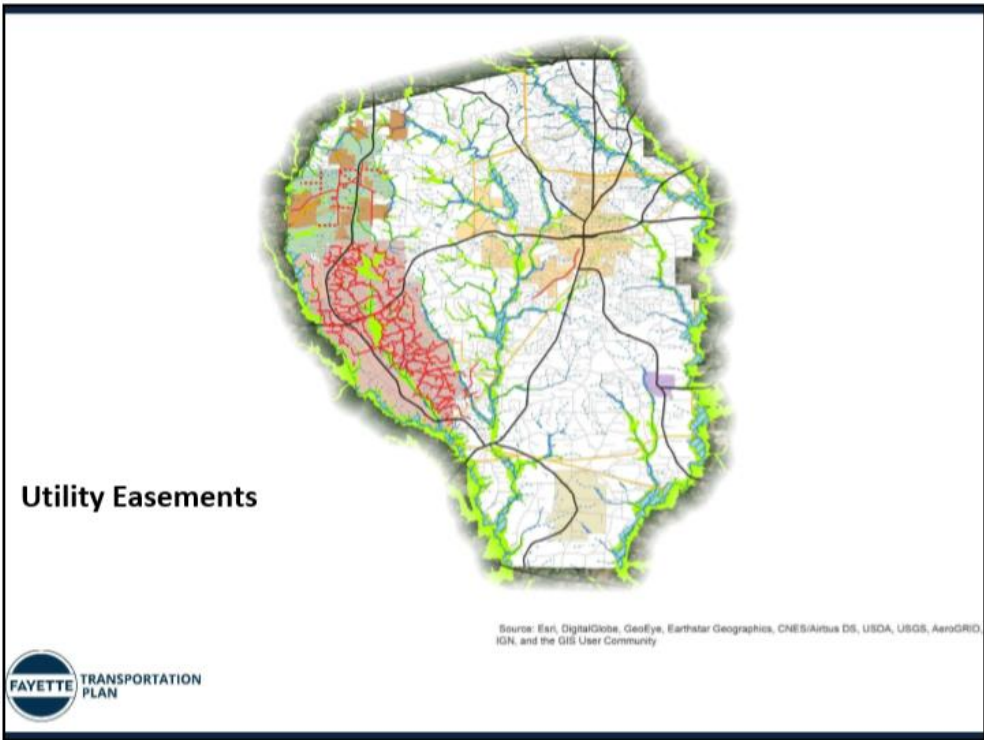 Utility Easements
Source: Esri, DigitalGlobe, GeoEye, Earthstar Geographics, CNES/Airbus DS, USDA, USGS, AeroGRID,
IGN, and the GIS User Community
FAYETTE TRANSPORTATION
PLAN